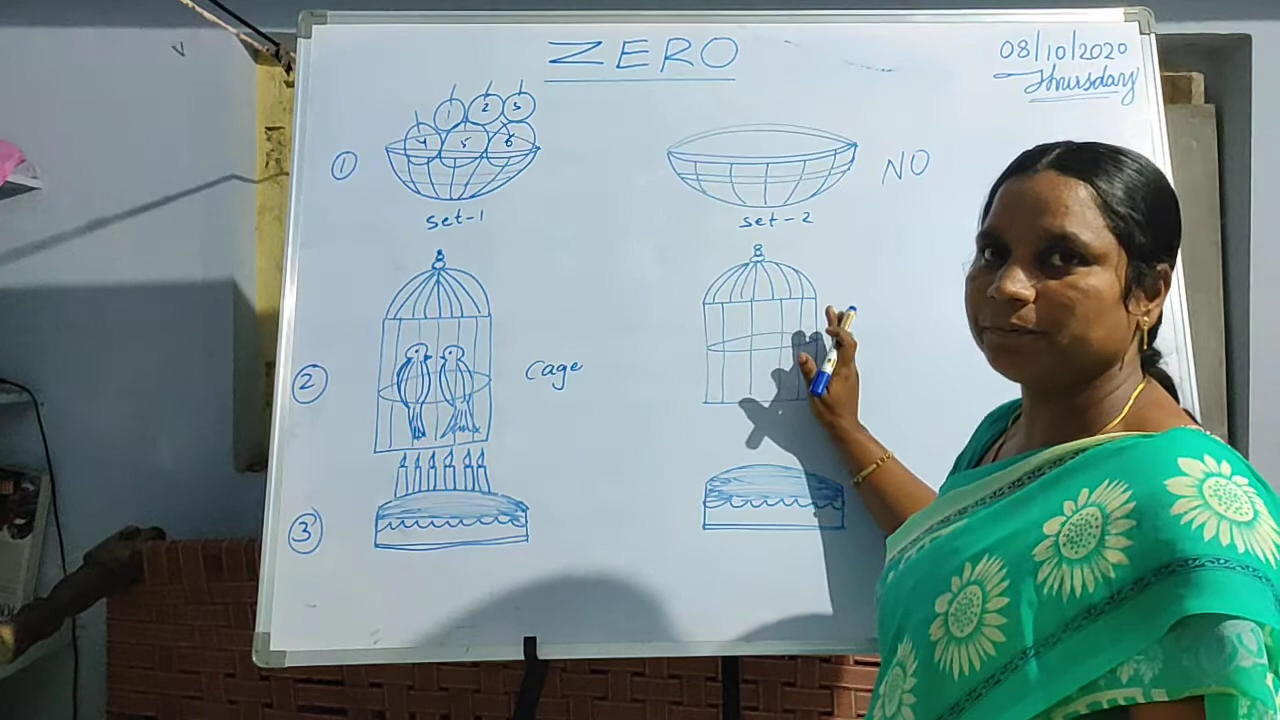 ZERO
08/10/2020
Thursday
1 2 3
4 5 6
1
NO
set-1
set-2
2
cage
3